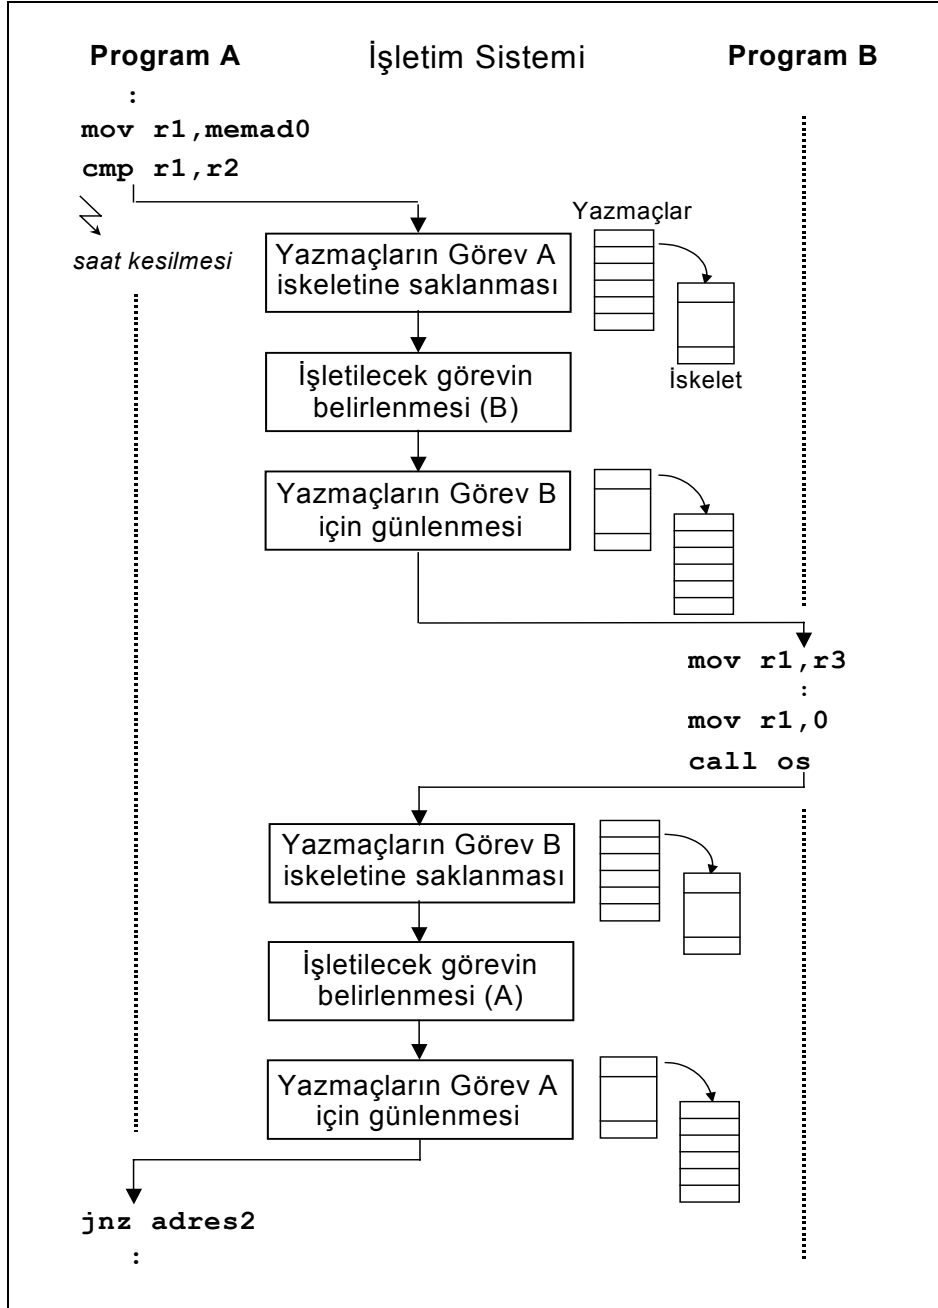 Program A
İşletim Sistemi
Program B
:
mov r1,memad0
cmp r1,r2
saat kesilmesi
Yazmaçlar
Yazmaçların Görev A
iskeletine saklanması
İskelet
İşletilecek görevin
belirlenmesi (B)
Yazmaçların Görev B
için günlenmesi
mov r1,r3
:
mov r1,0
call os
Yazmaçların Görev B
iskeletine saklanması
İşletilecek görevin
belirlenmesi (A)
Yazmaçların Görev A
için günlenmesi
jnz adres2
: